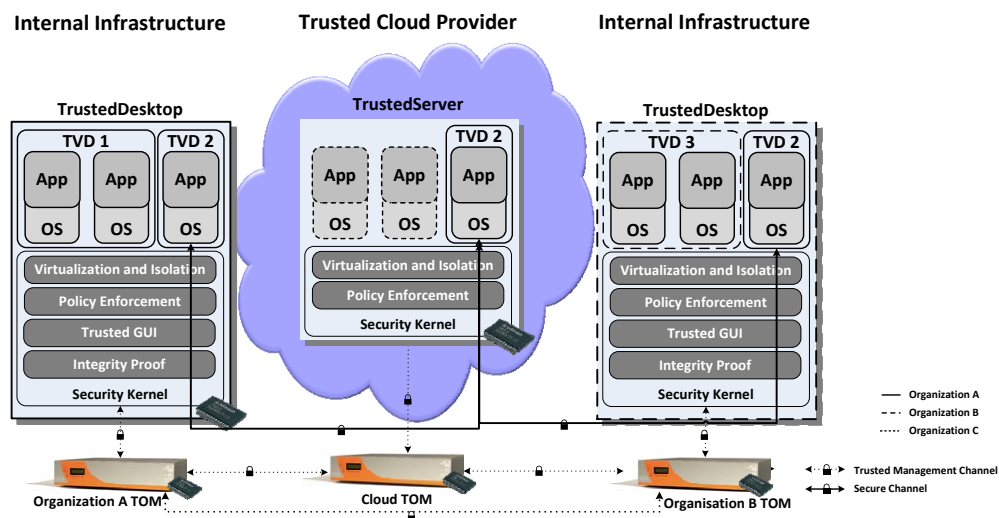 Internal Infrastructure
Trusted Cloud Provider
Internal Infrastructure
TrustedDesktop
TVD 1
TVD 2
App
App
App
OS
OS
OS
Virtualization and Isolation
Policy Enforcement
Trusted GUI
Integrity Proof
Security Kernel
TrustedServer
TVD 2
App
App
App
OS
OS
OS
Virtualization and Isolation
Policy Enforcement
Security Kernel
TrustedDesktop
TVD 3
TVD 2
App
App
App
OS
OS
OS
Virtualization and Isolation
Policy Enforcement
Trusted GUI
Integrity Proof
Security Kernel
Organization A
Organization B
Organization C
Trusted Management Channel
Secure Channel
Organization A TOM
Cloud TOM
Organisation B TOM